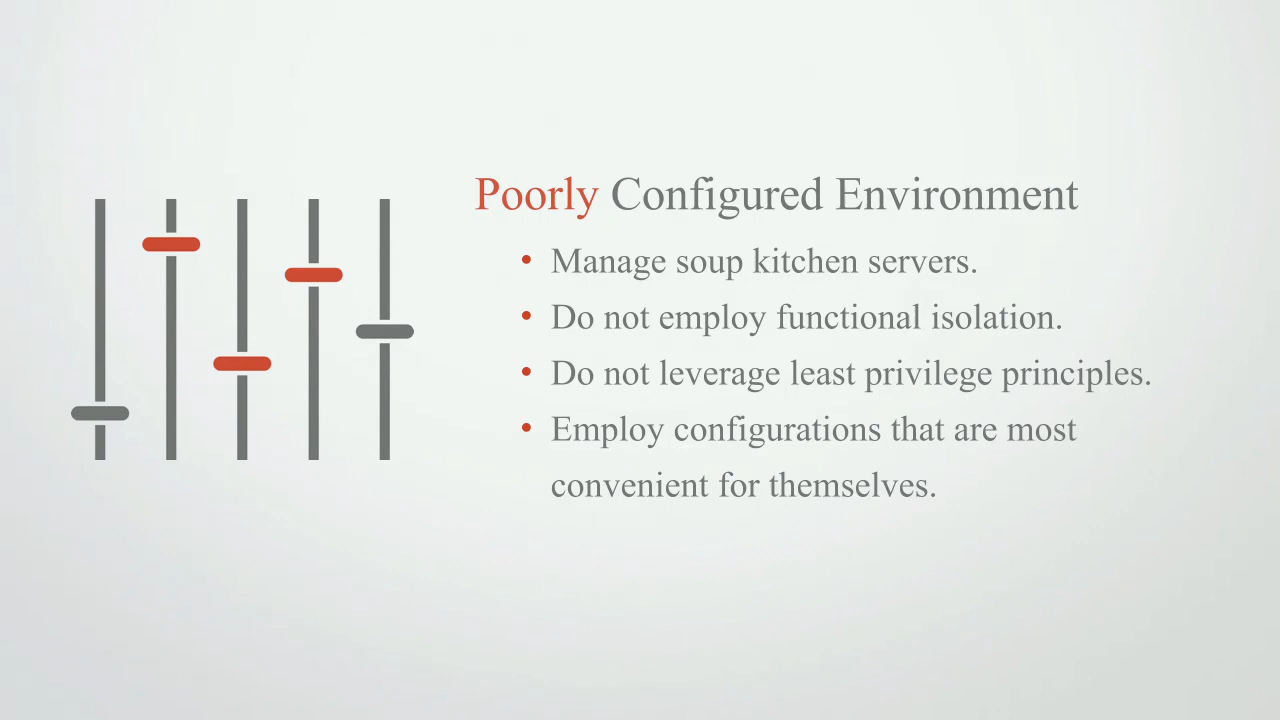 Poorly Configured Environment
• Manage soup kitchen servers.
• Do not employ functional isolation.
• Do not leverage least privilege principles.
• Employ configurations that are most
convenient for themselves.